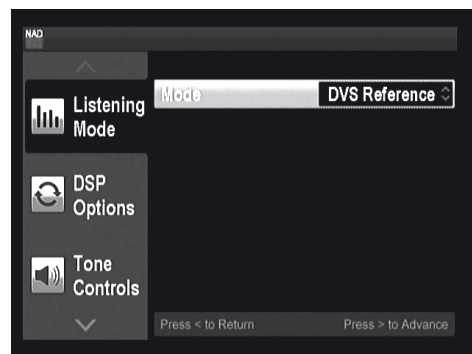 NAD
Listening
Mode
Mode DVS Reference
DSP
Options
Tone
Controls
Press < to Return Press > to Advance